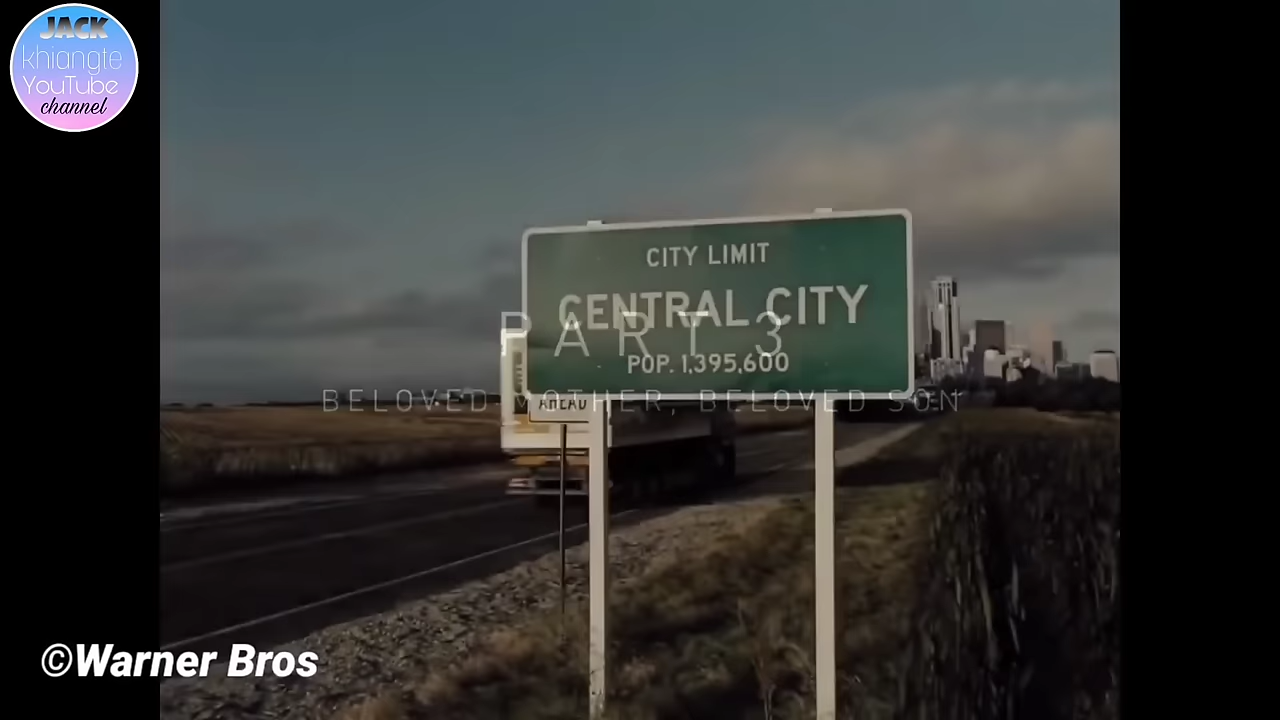 JACK
khiangte
YouTube
channel
CITY LIMIT
CENTRAL CITY
PART 3
POP. 1,395,600
BELOVED MOTHER, BELOVED SON
AHEAD
©Warner Bros